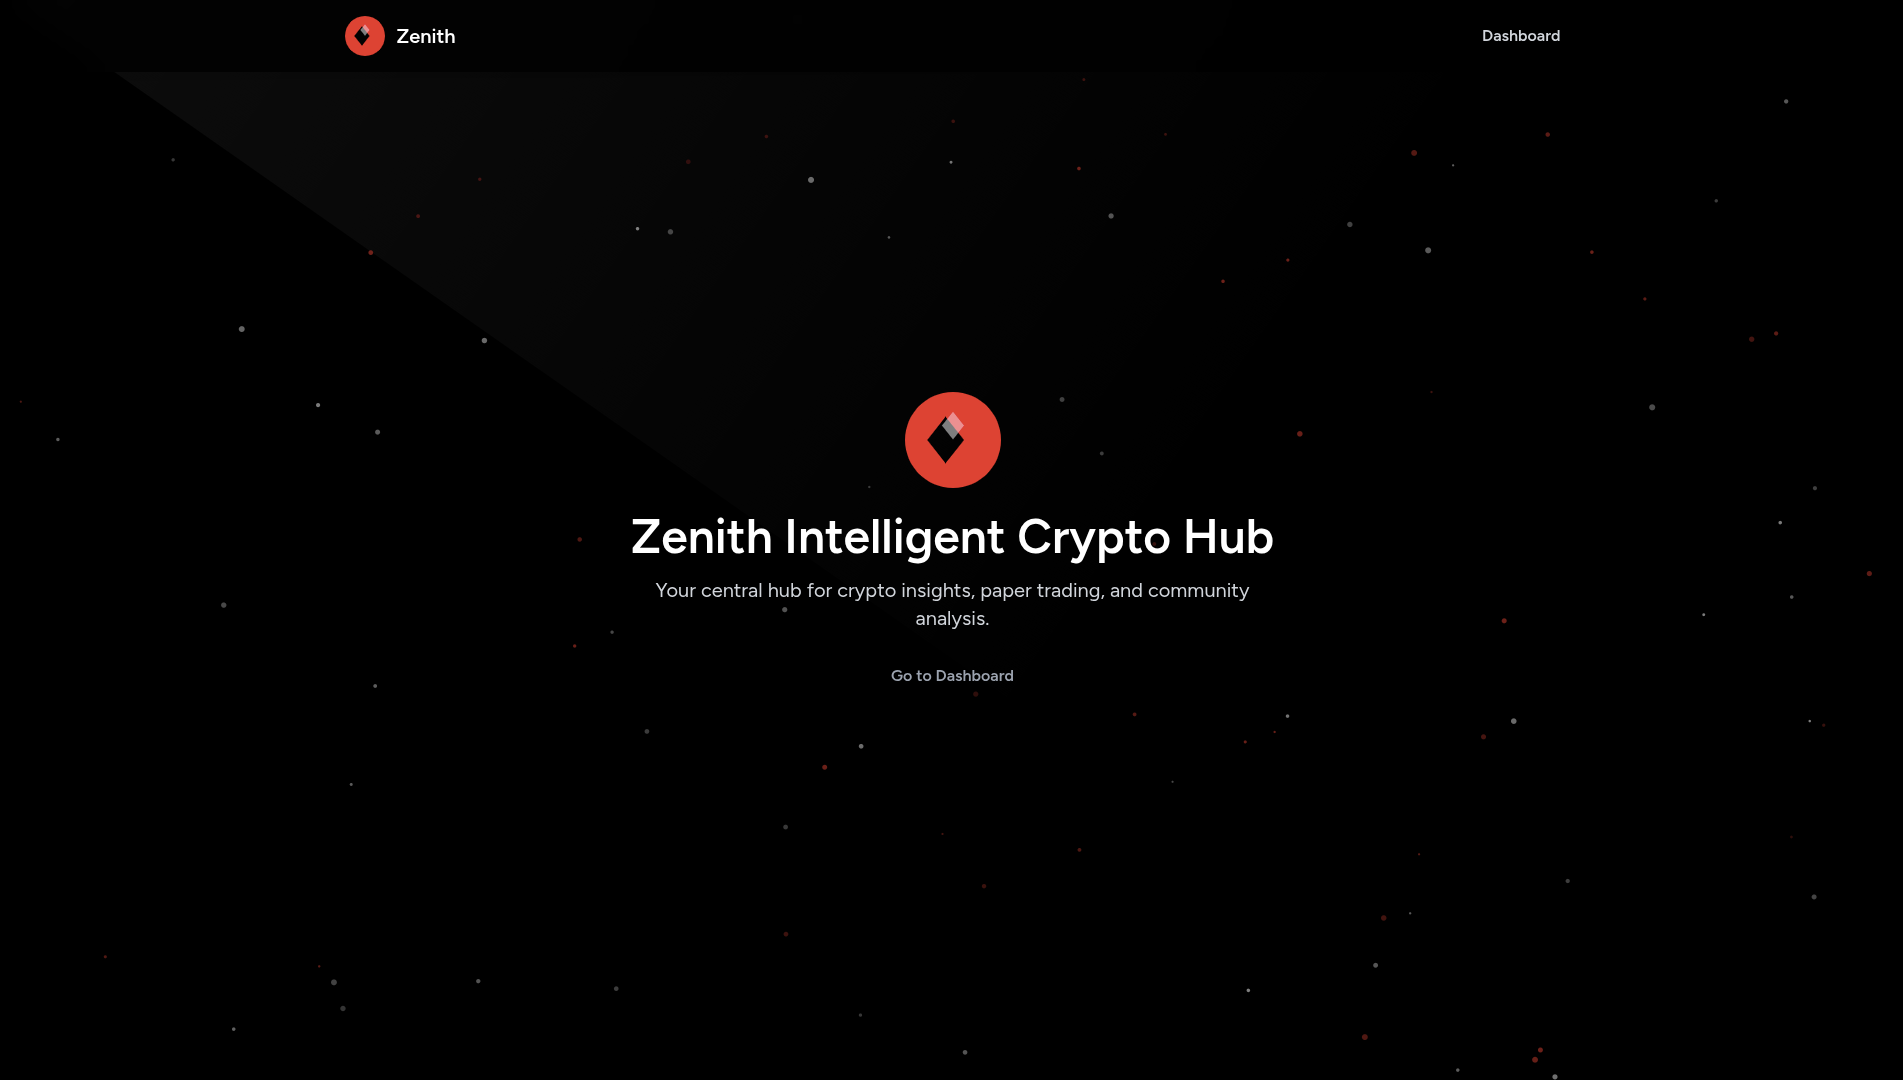 Zenith
Dashboard
Zenith Intelligent Crypto Hub
Your central hub for crypto insights, paper trading, and community
analysis.
Go to Dashboard